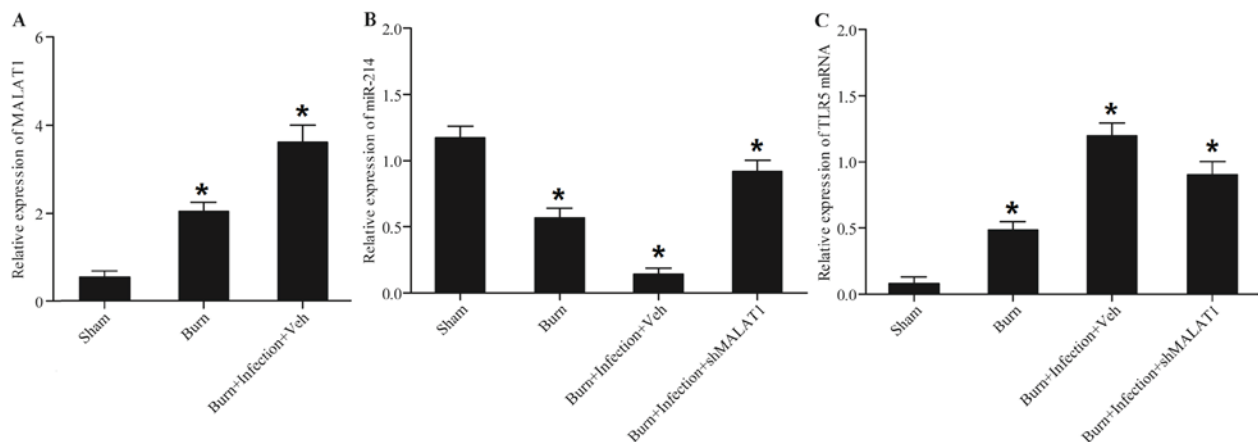 A
Relative expression of MALAT1
6
4
2
0
*
*
Sham
Burn
Burn+Infection+Veh
B
Relative expression of miR-214
2.0
1.5
1.0
0.5
0.0
*
*
*
Sham
Burn
Burn+Infection+Veh
Burn+Infection+shMALAT1
C
Relative expression of TLR5 mRNA
2.0
1.5
1.0
0.5
0.0
*
*
*
Sham
Burn
Burn+Infection+Veh
Burn+Infection+shMALAT1